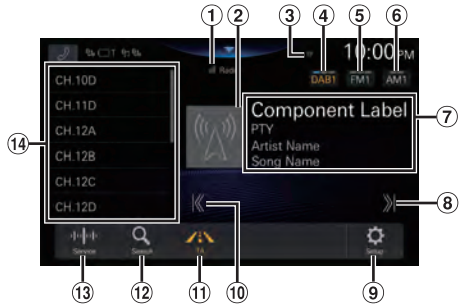 ① ② ③ ④ ⑤ ⑥
10:00PM
Radio
DAB1 FM1 AM1
CH.10D
CH.11D
CH.12A
CH.12B
CH.12C
CH.12D
Component Label
PTY
Artist Name
Song Name
⑦
⑭
⑧
Service
Search
TA
Setup
⑬ ⑫ ⑪ ⑩ ⑨